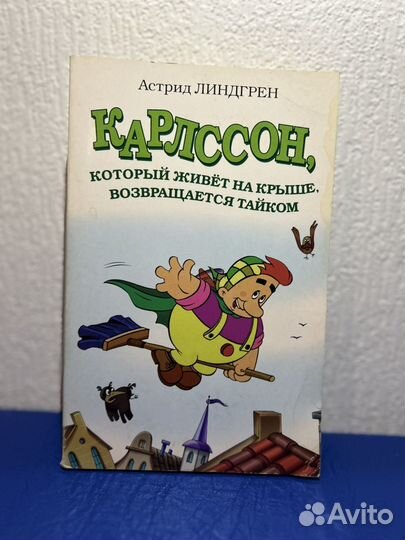 Астрид ЛИНДГРЕН
КАРЛССОН,
КОТОРЫЙ ЖИВЁТ НА КРЫШЕ,
ВОЗВРАЩАЕТСЯ ТАЙКОМ
Avito